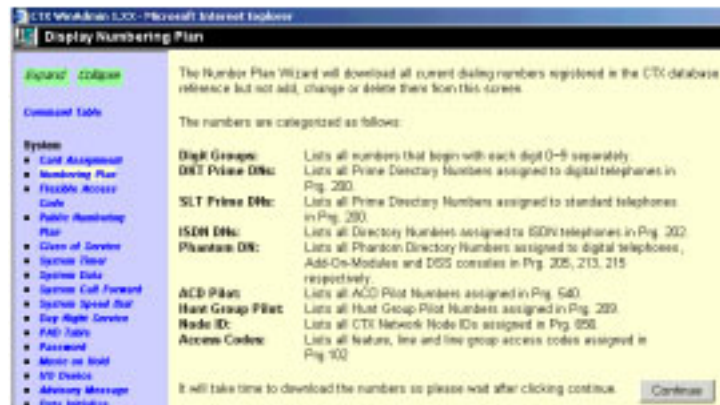 CTX WinAdmin 1.XX - Microsoft Internet Explorer
Display Numbering Plan
Expand Collapse
Command Table
System
Card Assignment
Numbering Plan
Flexible Access
Code
Public Numbering
Plan
Class of Service
System Timer
System Data
System Call Forward
System Speed Dial
Day Night Service
PAD Table
Password
Music on Hold
I/O Device
Advisory Message
Data Initialize
The Number Plan Wizard will download all current dialing numbers registered in the CTX database
reference but not add, change or delete them from this screen.
The numbers are categorized as follows:
Digit Groups: Lists all numbers that begin with each digit 0-9 separately.
DKT Prime DNs: Lists all Prime Directory Numbers assigned to digital telephones in
Prg. 200.
SLT Prime DNs: Lists all Prime Directory Numbers assigned to standard telephones
in Prg. 200.
ISDN DNs: Lists all Directory Numbers assigned to ISDN telephones in Prg. 202.
Phantom DN: Lists all Phantom Directory Numbers assigned to digital telephones,
Add-On-Modules and DSS consoles in Prg. 205, 213, 215
respectively.
ACD Pilot: Lists all ACD Pilot Numbers assigned in Prg. 540.
Hunt Group Pilot: Lists all Hunt Group Pilot Numbers assigned in Prg. 209.
Node ID: Lists all CTX Network Node IDs assigned in Prg. 656.
Access Codes: Lists all feature, line and line group access codes assigned in
Prg 102
It will take time to download the numbers so please wait after clicking continue. Continue